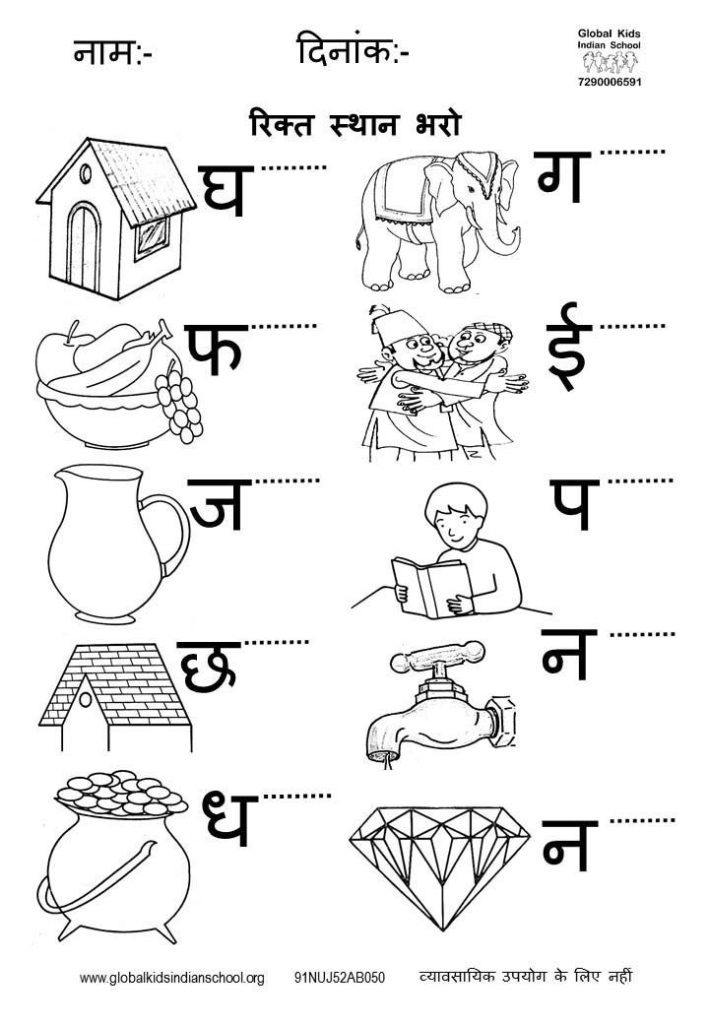 नाम:- दिनांक:-
Global Kids
Indian School
7290006591
रिक्त स्थान भरो
घ......... ग.........
फ......... ई.........
ज......... प.........
छ......... न.........
ध......... न.........
www.globalkidsindianschool.org 91NUJ52AB050 व्यावसायिक उपयोग के लिए नहीं